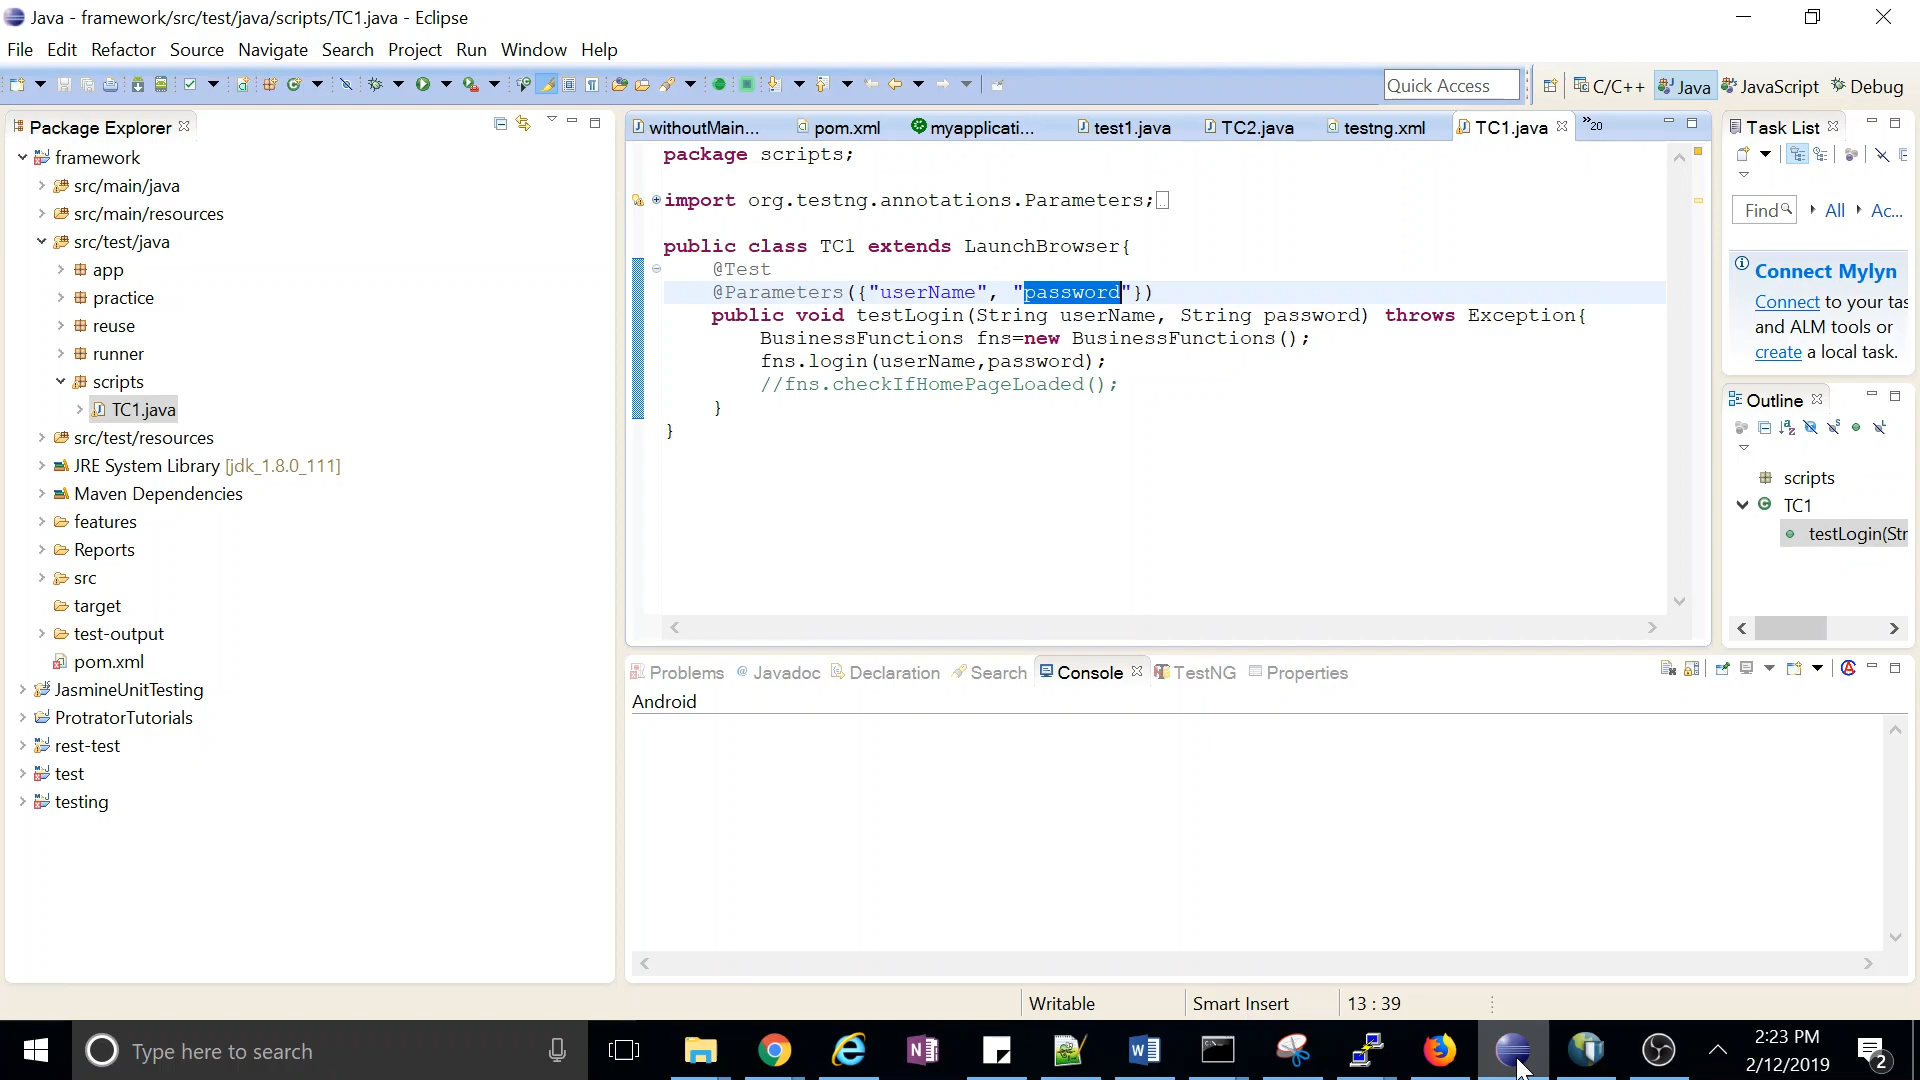 Java - framework/src/test/java/scripts/TC1.java - Eclipse
File Edit Refactor Source Navigate Search Project Run Window Help
Quick Access
C/C++ Java JavaScript Debug
Package Explorer
framework
src/main/java
src/main/resources
src/test/java
app
practice
reuse
runner
scripts
TC1.java
src/test/resources
JRE System Library [jdk_1.8.0_111]
Maven Dependencies
features
Reports
src
target
test-output
pom.xml
JasmineUnitTesting
ProtratorTutorials
rest-test
test
testing
withoutMain... pom.xml myapplicati... test1.java TC2.java testng.xml TC1.java »20
package scripts;
import org.testng.annotations.Parameters;
public class TC1 extends LaunchBrowser{
@Test
@Parameters({"userName", "password"})
public void testLogin(String userName, String password) throws Exception{
BusinessFunctions fns=new BusinessFunctions();
fns.login(userName,password);
//fns.checkIfHomePageLoaded();
}
}
Task List
Find All Ac...
Connect Mylyn
Connect to your tas
and ALM tools or
create a local task.
Outline
scripts
TC1
testLogin(Str
Problems Javadoc Declaration Search Console TestNG Properties
Android
Writable Smart Insert 13 : 39
Type here to search
2:23 PM
2/12/2019
2